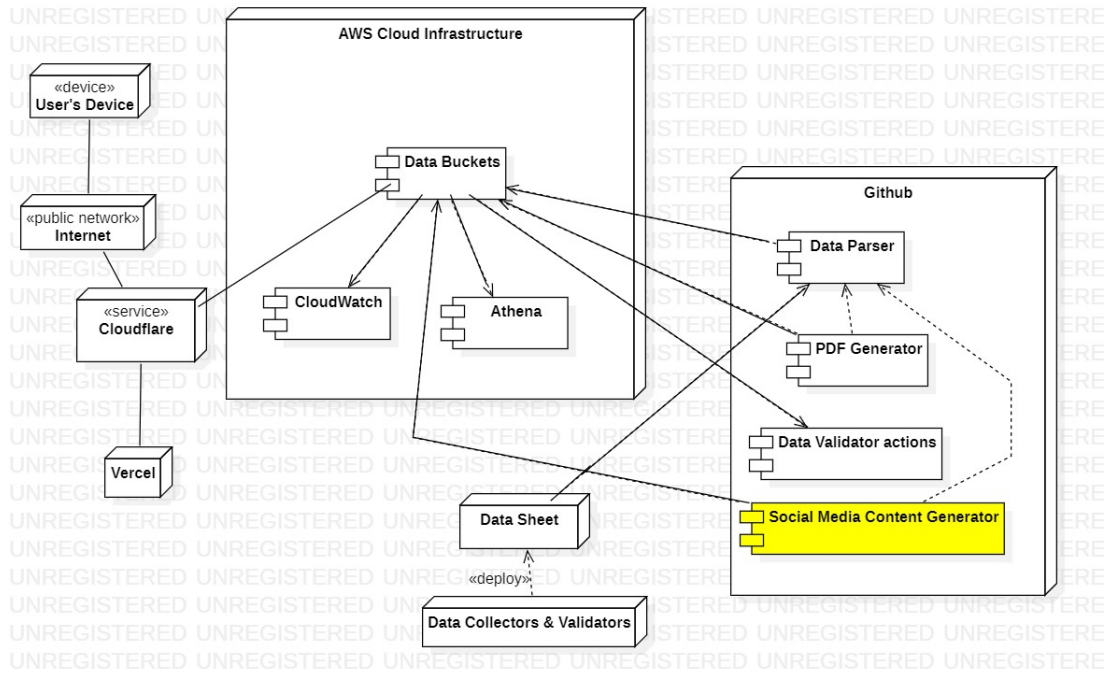 AWS Cloud Infrastructure
«device»
User's Device
Data Buckets
Github
«public network»
Internet
Data Parser
CloudWatch
Athena
«service»
Cloudflare
PDF Generator
Data Validator actions
Vercel
Data Sheet
Social Media Content Generator
«deploy»
Data Collectors & Validators
UNREGISTERED